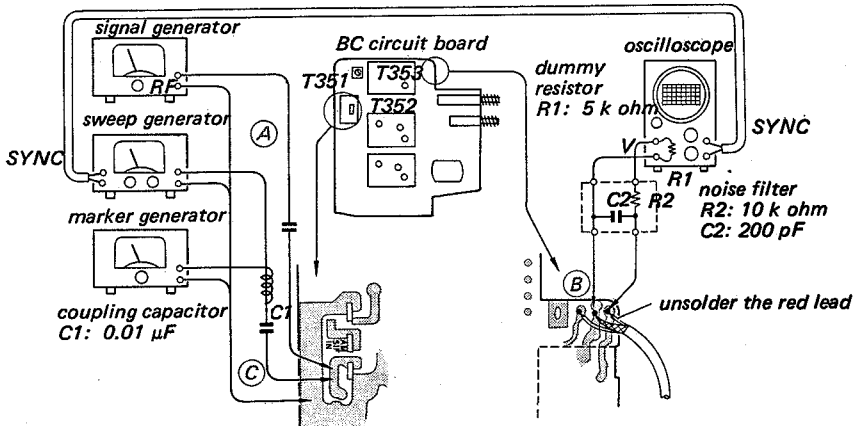 signal generator
RF
sweep generator
SYNC
marker generator
coupling capacitor
C1: 0.01 µF
A
C1
C
BC circuit board
T351
T353
T352
AM
IN
dummy
resistor
R1: 5 k ohm
oscilloscope
SYNC
V
R1
C2
R2
noise filter
R2: 10 k ohm
C2: 200 pF
B
unsolder the red lead